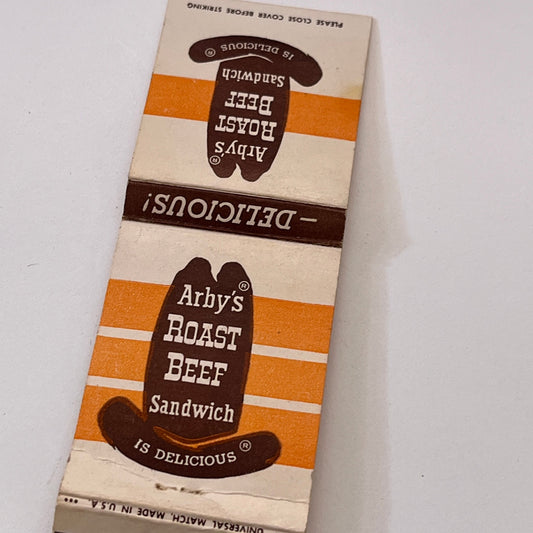 PLEASE CLOSE COVER BEFORE STRIKING
IS DELICIOUS ®
Sandwich
BEEF
ROAST
Arby's ®
— DELICIOUS!
Arby's ®
ROAST
BEEF
Sandwich
IS DELICIOUS ®
UNIVERSAL MATCH, MADE IN U.S.A.